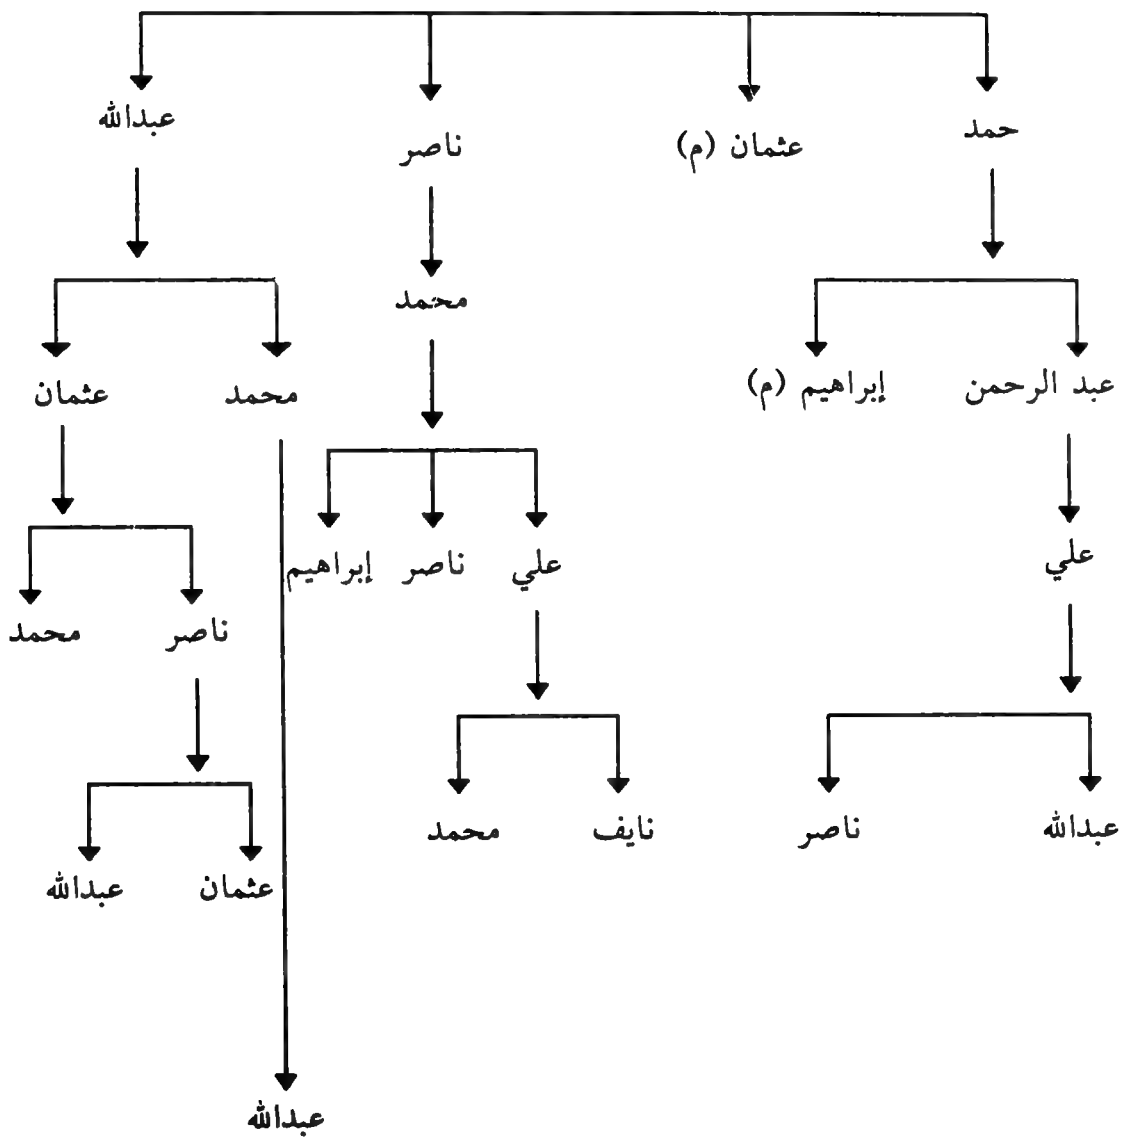 حمد عثمان (م) ناصر عبدالله
محمد
عبد الرحمن إبراهيم (م) محمد عثمان
علي ناصر إبراهيم علي
ناصر محمد
عبدالله ناصر نايف محمد
عثمان عبدالله
عبدالله